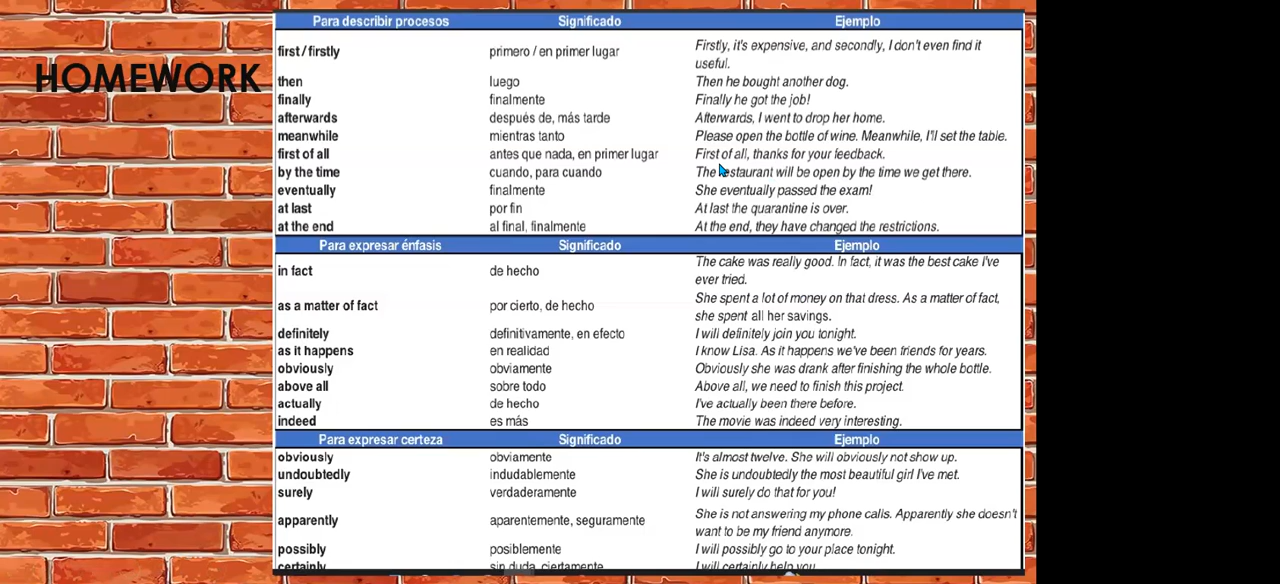 HOMEWORK
Para describir procesos Significado Ejemplo
first / firstly primero / en primer lugar Firstly, it's expensive, and secondly, I don't even find it
useful.
then luego Then he bought another dog.
finally finalmente Finally he got the job!
afterwards después de, más tarde Afterwards, I went to drop her home.
meanwhile mientras tanto Please open the bottle of wine. Meanwhile, I'll set the table.
first of all antes que nada, en primer lugar First of all, thanks for your feedback.
by the time cuando, para cuando The restaurant will be open by the time we get there.
eventually finalmente She eventually passed the exam!
at last por fin At last the quarantine is over.
at the end al final, finalmente At the end, they have changed the restrictions.
Para expresar énfasis Significado Ejemplo
in fact de hecho The cake was really good. In fact, it was the best cake I've
ever tried.
as a matter of fact por cierto, de hecho She spent a lot of money on that dress. As a matter of fact,
she spent all her savings.
definitely definitivamente, en efecto I will definitely join you tonight.
as it happens en realidad I know Lisa. As it happens we've been friends for years.
obviously obviamente Obviously she was drank after finishing the whole bottle.
above all sobre todo Above all, we need to finish this project.
actually de hecho I've actually been there before.
indeed es más The movie was indeed very interesting.
Para expresar certeza Significado Ejemplo
obviously obviamente It's almost twelve. She will obviously not show up.
undoubtedly indudablemente She is undoubtedly the most beautiful girl I've met.
surely verdaderamente I will surely do that for you!
apparently aparentemente, seguramente She is not answering my phone calls. Apparently she doesn't
want to be my friend anymore.
possibly posiblemente I will possibly go to your place tonight.
certainly sin duda, ciertamente I will certainly help you